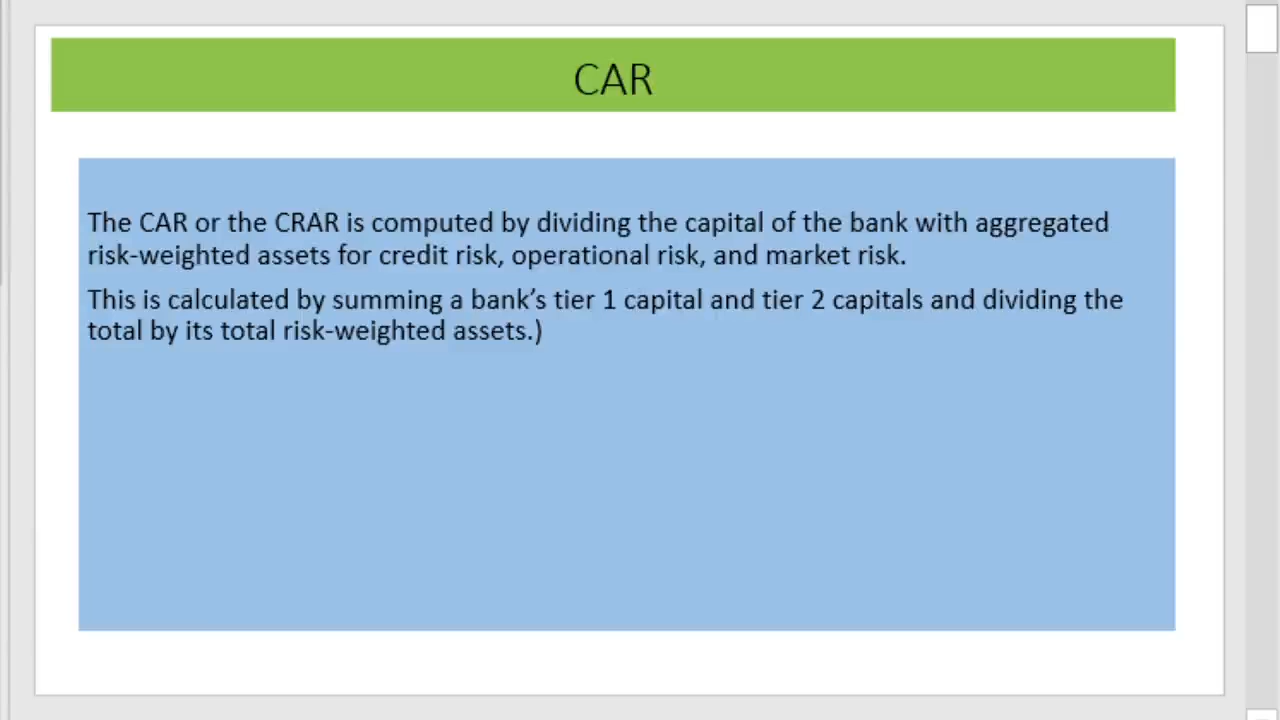 CAR
The CAR or the CRAR is computed by dividing the capital of the bank with aggregated
risk-weighted assets for credit risk, operational risk, and market risk.
This is calculated by summing a bank’s tier 1 capital and tier 2 capitals and dividing the
total by its total risk-weighted assets.)